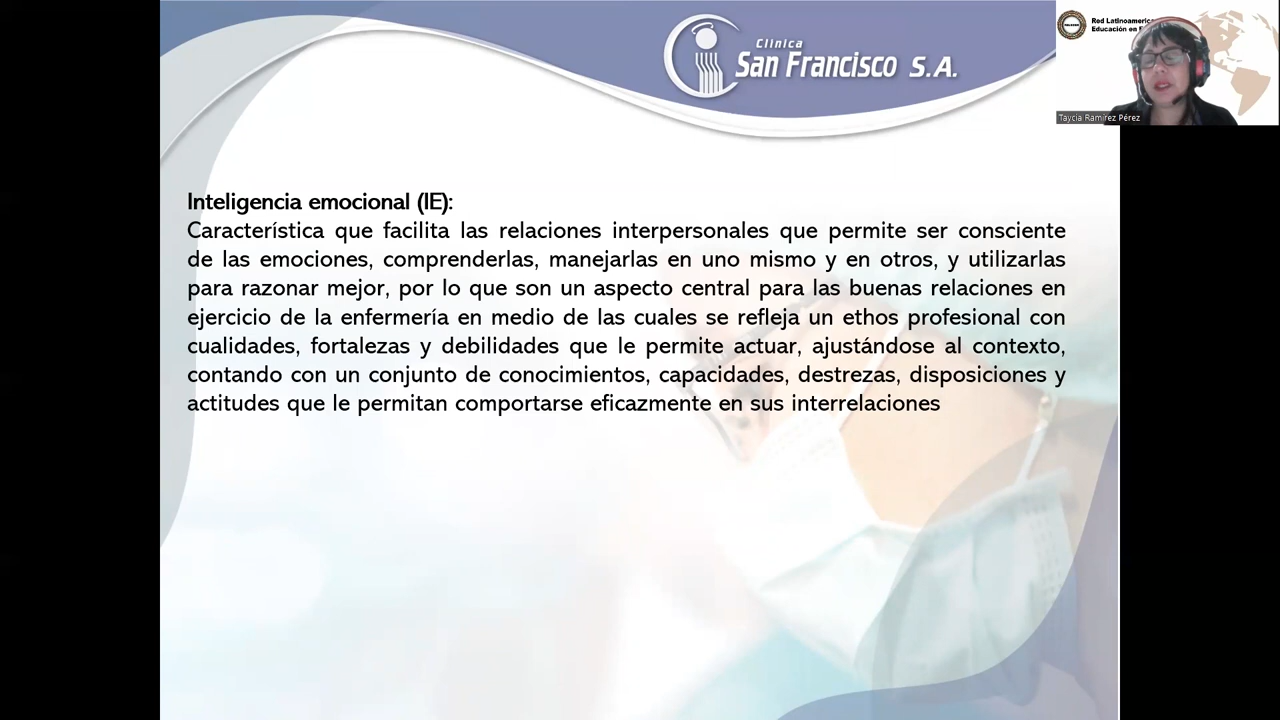 Clínica
San Francisco S.A.
Red Latinoameric
Educación en E
Taycia Ramírez Pérez
Inteligencia emocional (IE):
Característica que facilita las relaciones interpersonales que permite ser consciente
de las emociones, comprenderlas, manejarlas en uno mismo y en otros, y utilizarlas
para razonar mejor, por lo que son un aspecto central para las buenas relaciones en
ejercicio de la enfermería en medio de las cuales se refleja un ethos profesional con
cualidades, fortalezas y debilidades que le permite actuar, ajustándose al contexto,
contando con un conjunto de conocimientos, capacidades, destrezas, disposiciones y
actitudes que le permitan comportarse eficazmente en sus interrelaciones